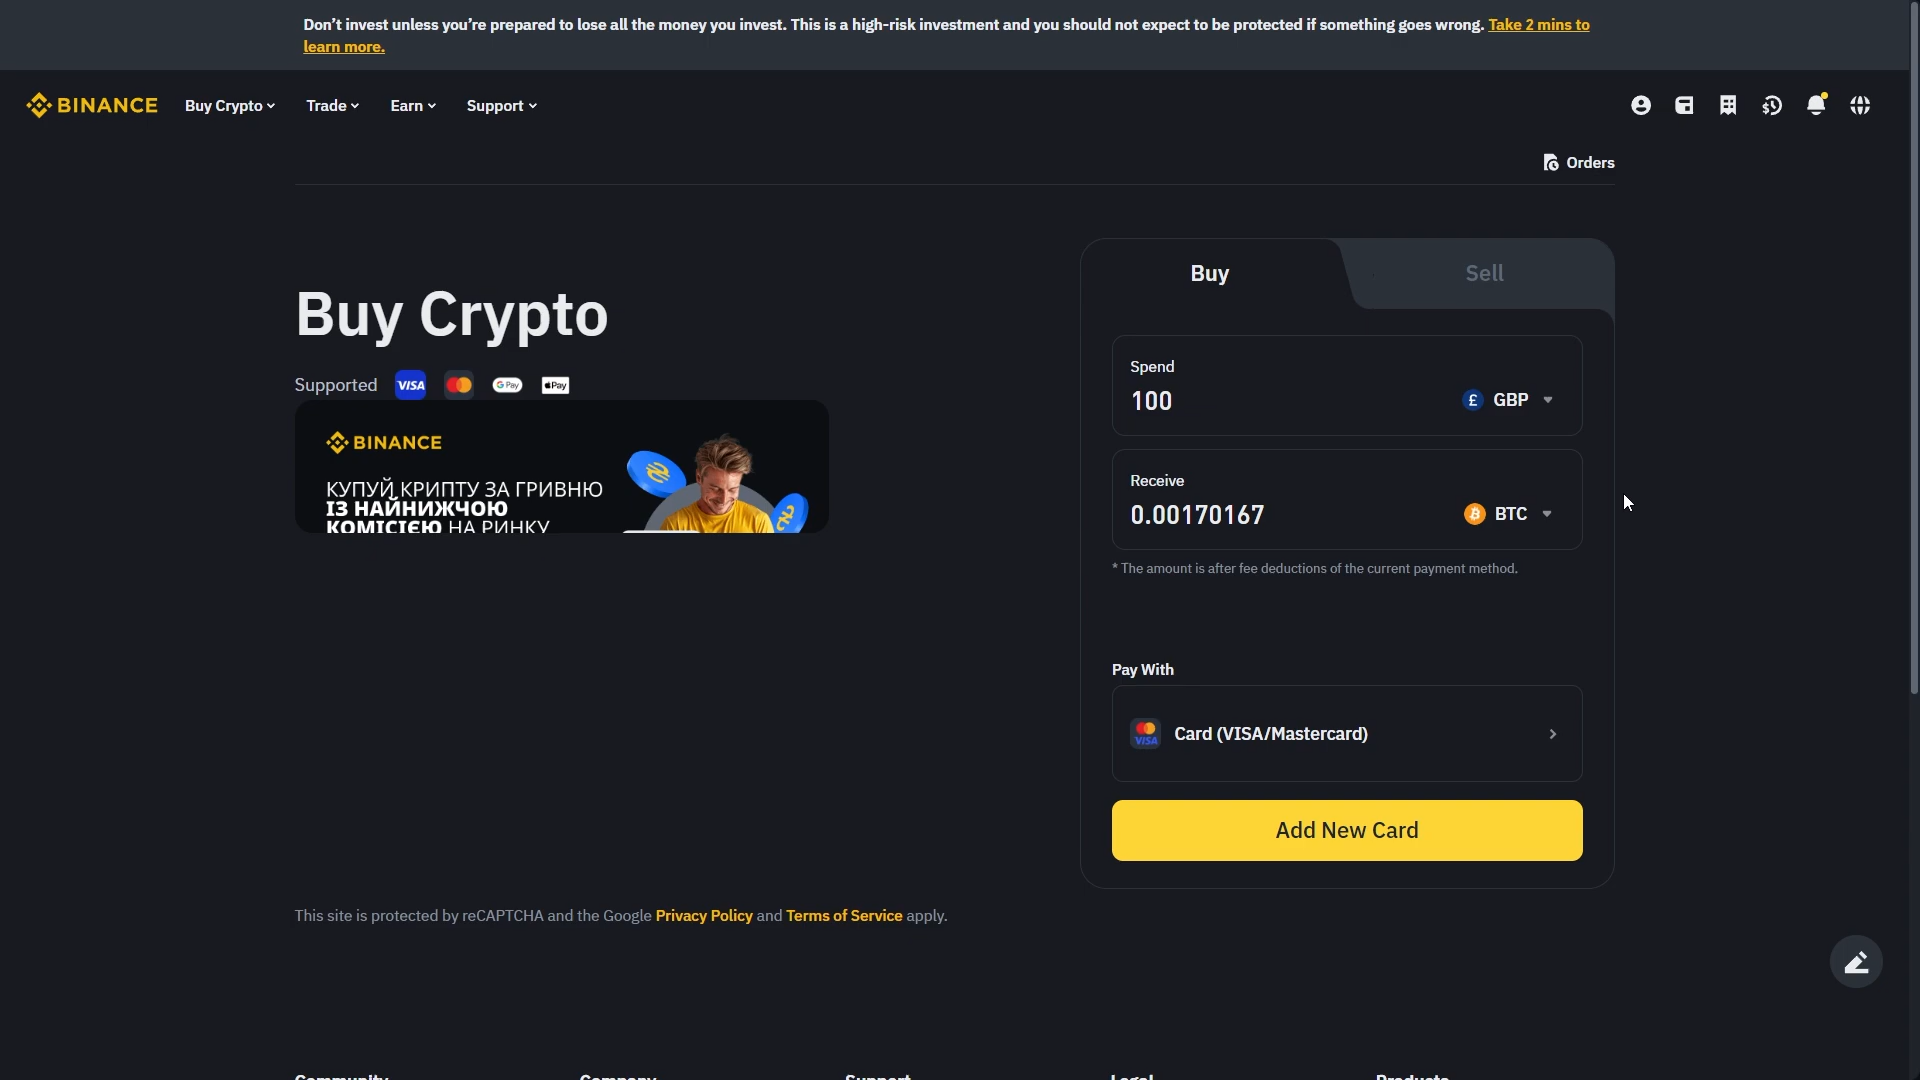 Don't invest unless you're prepared to lose all the money you invest. This is a high-risk investment and you should not expect to be protected if something goes wrong. Take 2 mins to
learn more.
BINANCE Buy Crypto Trade Earn Support
Orders
Buy Crypto
Supported VISA G Pay Pay
BINANCE
КУПУЙ КРИПТУ ЗА ГРИВНЮ
ІЗ НАЙНИЖЧОЮ
КОМІСІЄЮ НА РИНКУ
Buy Sell
Spend
100 £ GBP
Receive
0.00170167 BTC
* The amount is after fee deductions of the current payment method.
Pay With
VISA Card (VISA/Mastercard)
Add New Card
This site is protected by reCAPTCHA and the Google Privacy Policy and Terms of Service apply.
Community Company Support Legal Products